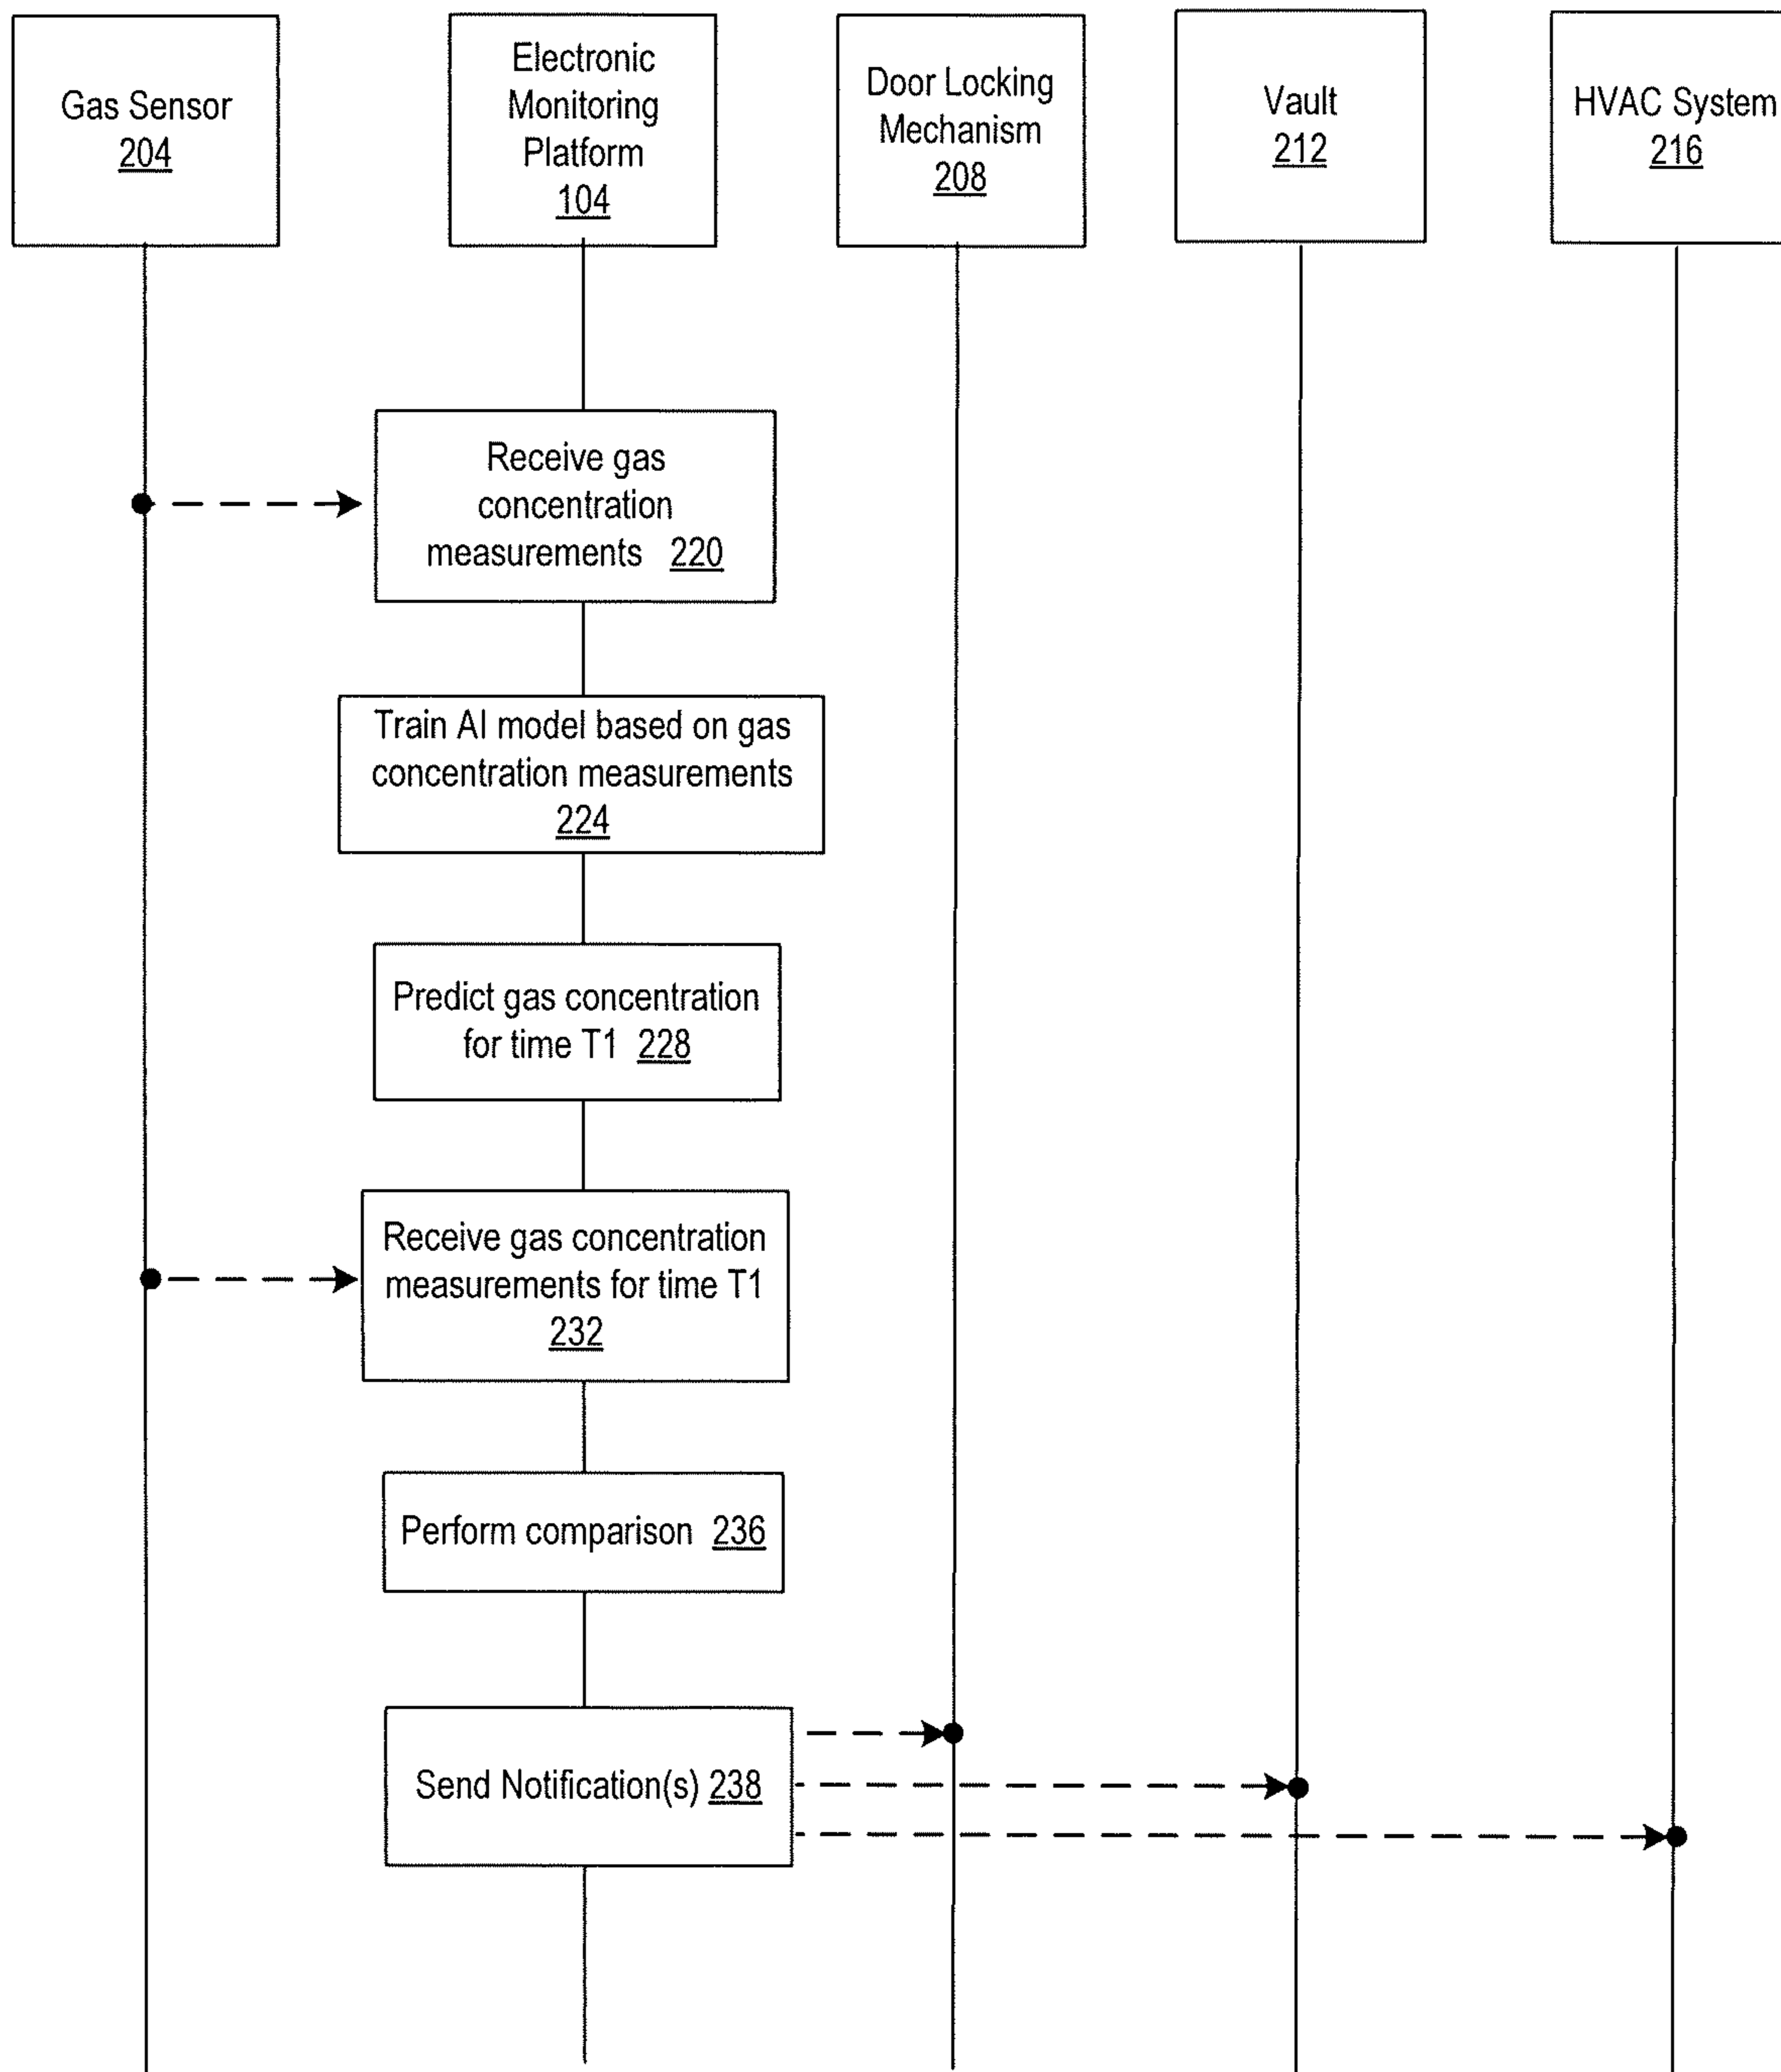 Gas Sensor
204
Electronic
Monitoring
Platform
104
Door Locking
Mechanism
208
Vault
212
HVAC System
216
Receive gas
concentration
measurements 220
Train AI model based on gas
concentration measurements
224
Predict gas concentration
for time T1 228
Receive gas concentration
measurements for time T1
232
Perform comparison 236
Send Notification(s) 238